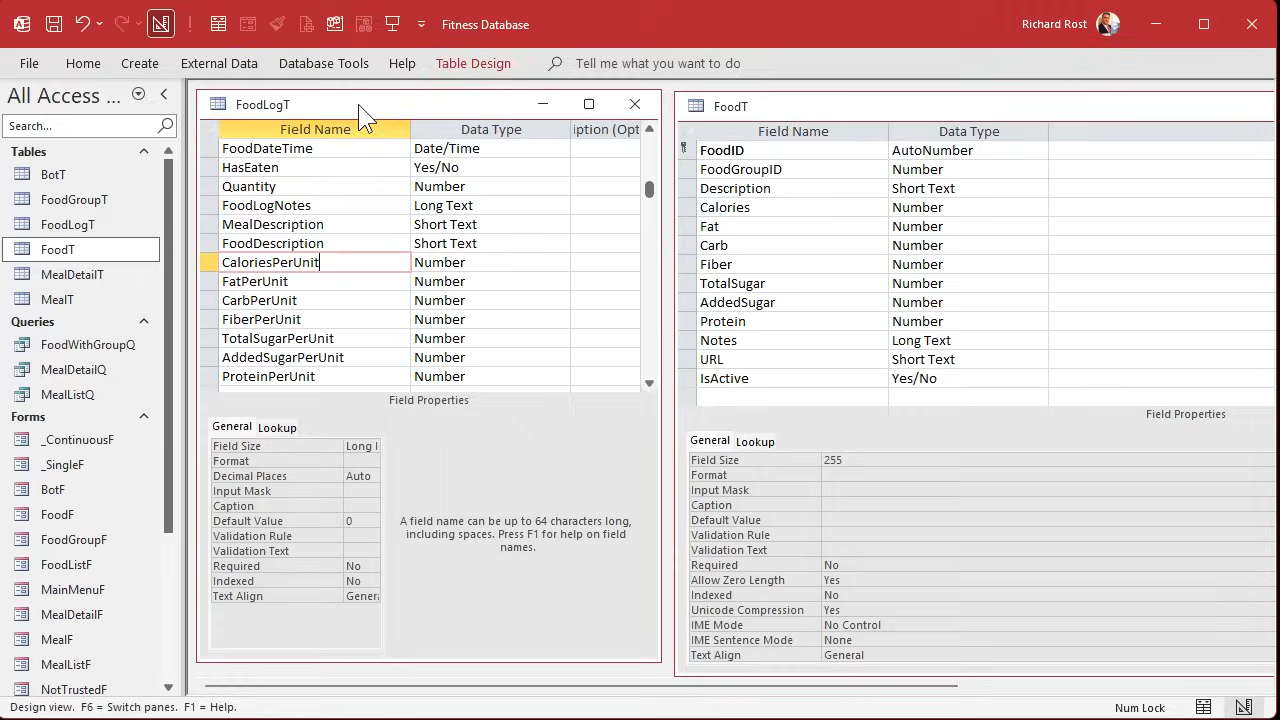 Fitness Database
Richard Rost
File Home Create External Data Database Tools Help Table Design Tell me what you want to do
All Access ...
Search...
Tables
BotT
FoodGroupT
FoodLogT
FoodT
MealDetailT
MealT
Queries
FoodWithGroupQ
MealDetailQ
MealListQ
Forms
_ContinuousF
_SingleF
BotF
FoodF
FoodGroupF
FoodListF
MainMenuF
MealDetailF
MealF
MealListF
NotTrustedF
FoodLogT
Field Name Data Type iption (Opt
FoodDateTime Date/Time
HasEaten Yes/No
Quantity Number
FoodLogNotes Long Text
MealDescription Short Text
FoodDescription Short Text
CaloriesPerUnit Number
FatPerUnit Number
CarbPerUnit Number
FiberPerUnit Number
TotalSugarPerUnit Number
AddedSugarPerUnit Number
ProteinPerUnit Number
Field Properties
General Lookup
Field Size Long I
Format
Decimal Places Auto
Input Mask
Caption
Default Value 0
Validation Rule
Validation Text
Required No
Indexed No
Text Align Genera
A field name can be up to 64 characters long,
including spaces. Press F1 for help on field
names.
FoodT
Field Name Data Type
FoodID AutoNumber
FoodGroupID Number
Description Short Text
Calories Number
Fat Number
Carb Number
Fiber Number
TotalSugar Number
AddedSugar Number
Protein Number
Notes Long Text
URL Short Text
IsActive Yes/No
Field Properties
General Lookup
Field Size 255
Format
Input Mask
Caption
Default Value
Validation Rule
Validation Text
Required No
Allow Zero Length Yes
Indexed No
Unicode Compression Yes
IME Mode No Control
IME Sentence Mode None
Text Align General
Design view. F6 = Switch panes. F1 = Help.
Num Lock